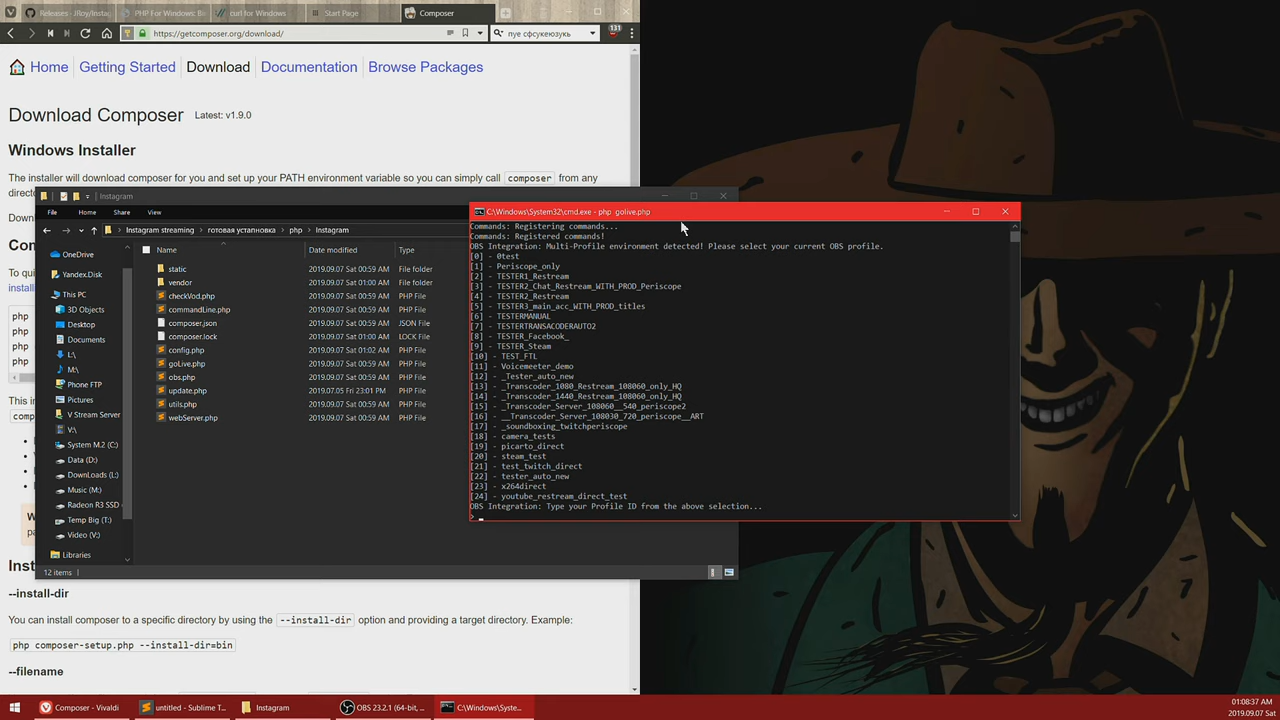 Releases · JRoy/Instag
PHP For Windows: Bi
curl for Windows
Start Page
Composer
https://getcomposer.org/download/
пуе сфсукеюзукъ
131
Home
Getting Started
Download
Documentation
Browse Packages
Download Composer
Latest: v1.9.0
Windows Installer
The installer will download composer for you and set up your PATH environment variable so you can simply call composer from any
direct
Downl
Com
To quic
install
php
php
php
php
This i
comp
W
pa
Inst
--install-dir
You can install composer to a specific directory by using the --install-dir option and providing a target directory. Example:
php composer-setup.php --install-dir=bin
--filename
Instagram
File
Home
Share
View
Instagram streaming
готовая установка
php
Instagram
Name
Date modified
Type
OneDrive
Yandex.Disk
This PC
3D Objects
Desktop
Documents
L:\
M:\
Phone FTP
Pictures
V Stream Server
V:\
System M.2 (C:)
Data (D:)
DownLoads (L:)
Music (M:)
Radeon R3 SSD
Temp Big (T:)
Video (V:)
Libraries
static 2019.09.07 Sat 00:59 AM File folder
vendor 2019.09.07 Sat 01:00 AM File folder
checkVod.php 2019.09.07 Sat 00:59 AM PHP File
commandLine.php 2019.09.07 Sat 00:59 AM PHP File
composer.json 2019.09.07 Sat 00:59 AM JSON File
composer.lock 2019.09.07 Sat 01:00 AM LOCK File
config.php 2019.09.07 Sat 01:02 AM PHP File
goLive.php 2019.09.07 Sat 00:59 AM PHP File
obs.php 2019.09.07 Sat 00:59 AM PHP File
update.php 2019.07.05 Fri 23:01 PM PHP File
utils.php 2019.09.07 Sat 00:59 AM PHP File
webServer.php 2019.09.07 Sat 00:59 AM PHP File
12 items
C:\Windows\System32\cmd.exe - php golive.php
Commands: Registering commands...
Commands: Registered commands!
OBS Integration: Multi-Profile environment detected! Please select your current OBS profile.
[0] - 0test
[1] - Periscope_only
[2] - TESTER1_Restream
[3] - TESTER2_Chat_Restream_WITH_PROD_Periscope
[4] - TESTER2_Restream
[5] - TESTER3_main_acc_WITH_PROD_titles
[6] - TESTERMANUAL
[7] - TESTERTRANSACODERAUTO2
[8] - TESTER_Facebook_
[9] - TESTER_Steam
[10] - TEST_FTL
[11] - Voicemeeter_demo
[12] - _Tester_auto_new
[13] - _Transcoder_1080_Restream_108060_only_HQ
[14] - _Transcoder_1440_Restream_108060_only_HQ
[15] - _Transcoder_Server_108060__540_periscope2
[16] - __Transcoder_Server_108030_720_periscope__ART
[17] - _soundboxing_twitchperiscope
[18] - camera_tests
[19] - picarto_direct
[20] - steam_test
[21] - test_twitch_direct
[22] - tester_auto_new
[23] - x264direct
[24] - youtube_restream_direct_test
OBS Integration: Type your Profile ID from the above selection...
>
Composer - Vivaldi
untitled - Sublime T...
Instagram
OBS 23.2.1 (64-bit, ...
C:\Windows\Syste...
01:08:37 AM
2019.09.07 Sat